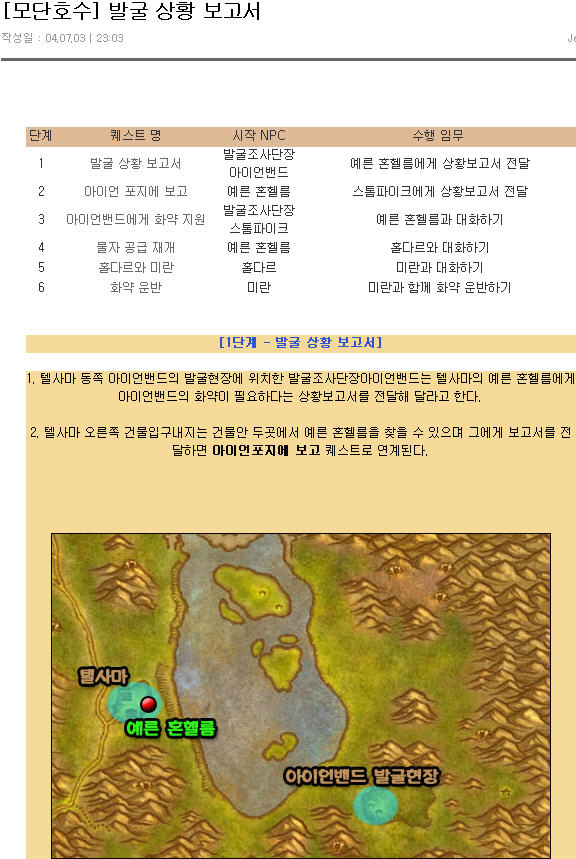 [모단호수] 발굴 상황 보고서
작성일 : 04.07.03 | 23:03
Je
단계 퀘스트 명 시작 NPC 수행 임무
1 발굴 상황 보고서 발굴조사단장 아이언밴드 예른 혼헬름에게 상황보고서 전달
2 아이언 포지에 보고 예른 혼헬름 스톰파이크에게 상황보고서 전달
3 아이언밴드에게 화약 지원 발굴조사단장 스톰파이크 예른 혼헬름과 대화하기
4 물자 공급 재개 예른 혼헬름 홀다르와 대화하기
5 홀다르와 미란 홀다르 미란과 대화하기
6 화약 운반 미란 미란과 함께 화약 운반하기
[1단계 - 발굴 상황 보고서]
1. 텔사마 동쪽 아이언밴드의 발굴현장에 위치한 발굴조사단장아이언밴드는 텔사마의 예른 혼헬름에게
아이언밴드의 화약이 필요하다는 상황보고서를 전달해 달라고 한다.
2. 텔사마 오른쪽 건물입구내지는 건물안 두곳에서 예른 혼헬름을 찾을 수 있으며 그에게 보고서를 전
달하면 아이언포지에 보고 퀘스트로 연계된다.
텔사마
예른 혼헬름
아이언밴드 발굴현장